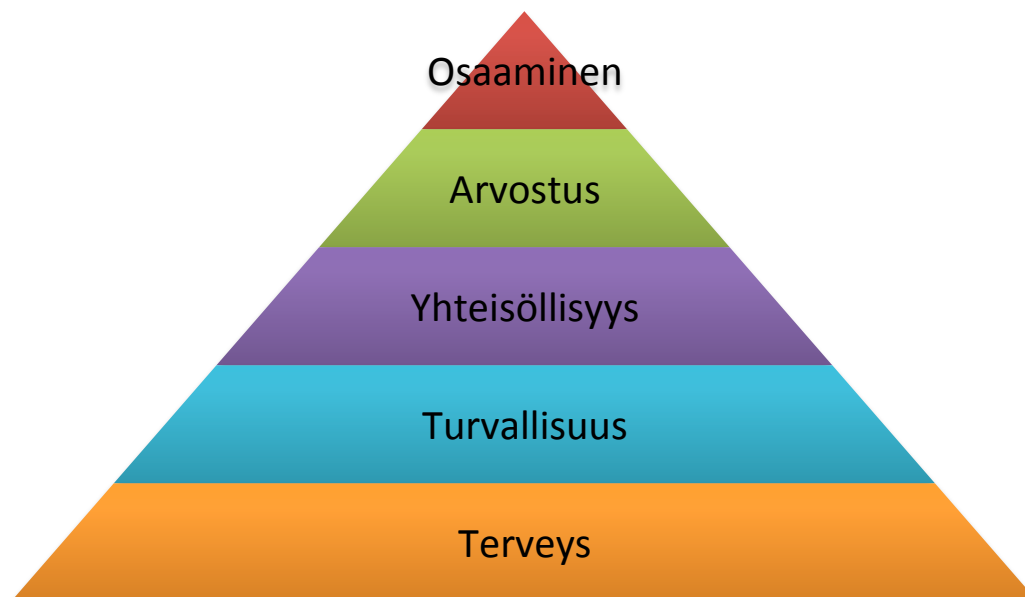 Osaaminen
Arvostus
Yhteisöllisyys
Turvallisuus
Terveys